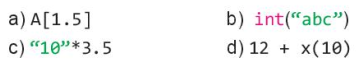 a) A[1.5] b) int(“abc”)
c) “10”*3.5 d) 12 + x(10)